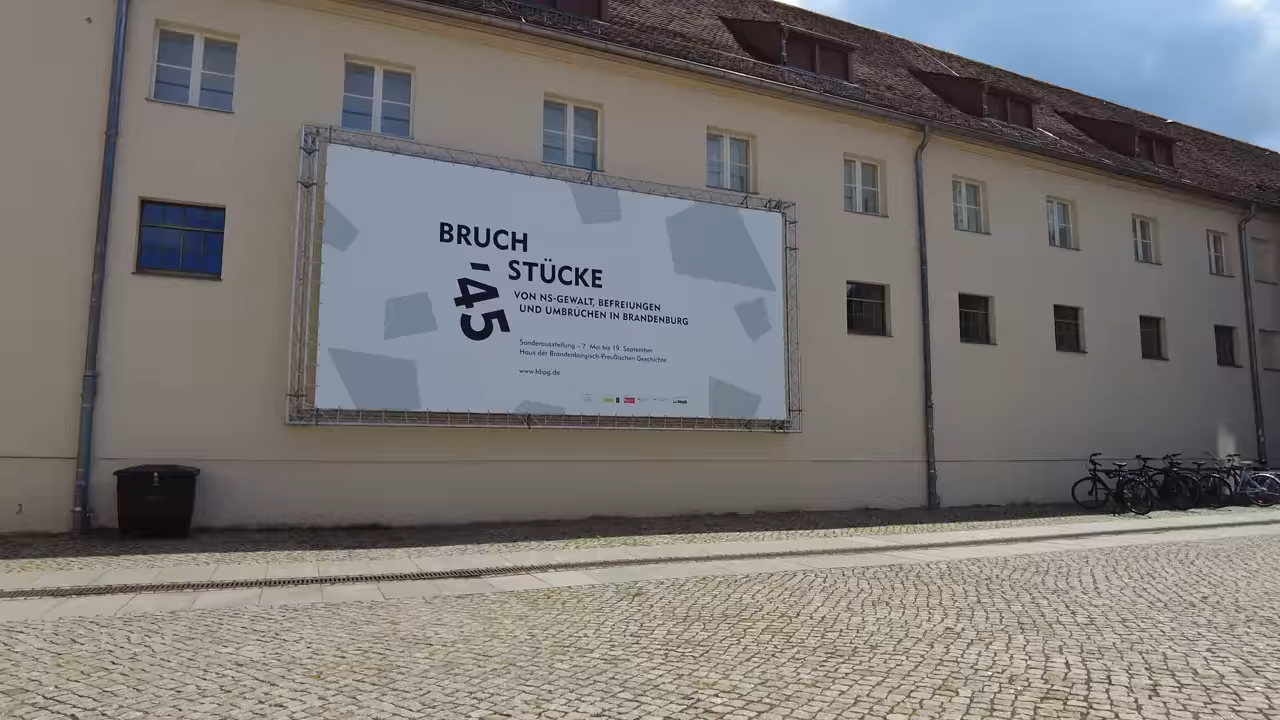 BRUCH
STÜCKE
'45
VON NS-GEWALT, BEFREIUNGEN
UND UMBRÜCHEN IN BRANDENBURG
Sonderausstellung – 7. Mai bis 19. September
Haus der Brandenburgisch-Preußischen Geschichte
www.hbpg.de